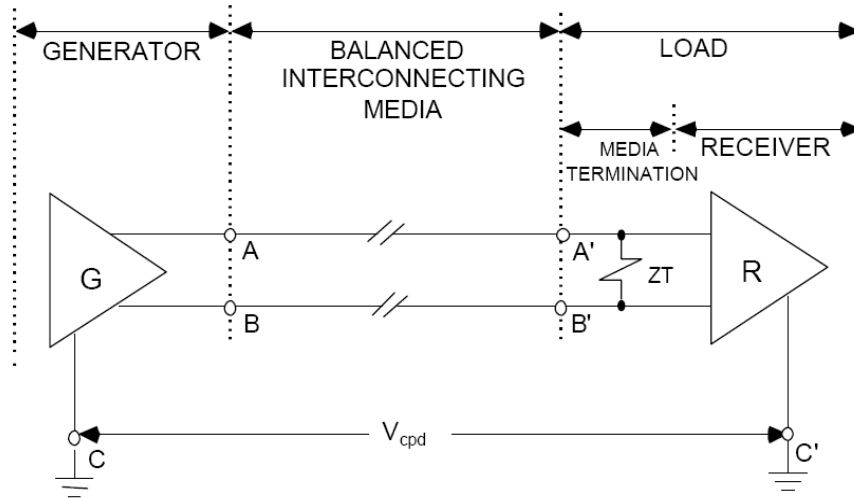 GENERATOR
BALANCED
INTERCONNECTING
MEDIA
LOAD
MEDIA
TERMINATION
RECEIVER
A
A'
G
ZT
R
B
B'
Vcpd
C
C'